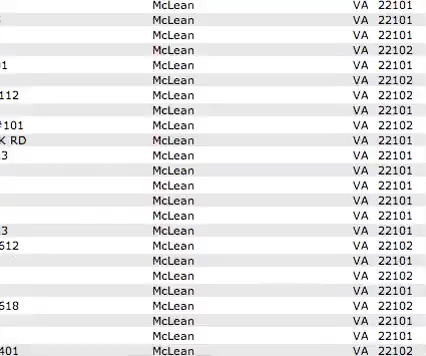 McLean VA 22101
McLean VA 22101
McLean VA 22101
McLean VA 22102
01 McLean VA 22101
McLean VA 22102
112 McLean VA 22102
McLean VA 22101
#101 McLean VA 22102
K RD McLean VA 22101
3 McLean VA 22101
McLean VA 22101
McLean VA 22101
McLean VA 22101
McLean VA 22101
3 McLean VA 22101
612 McLean VA 22102
McLean VA 22101
McLean VA 22102
McLean VA 22101
618 McLean VA 22102
McLean VA 22101
McLean VA 22101
401 McLean VA 22102